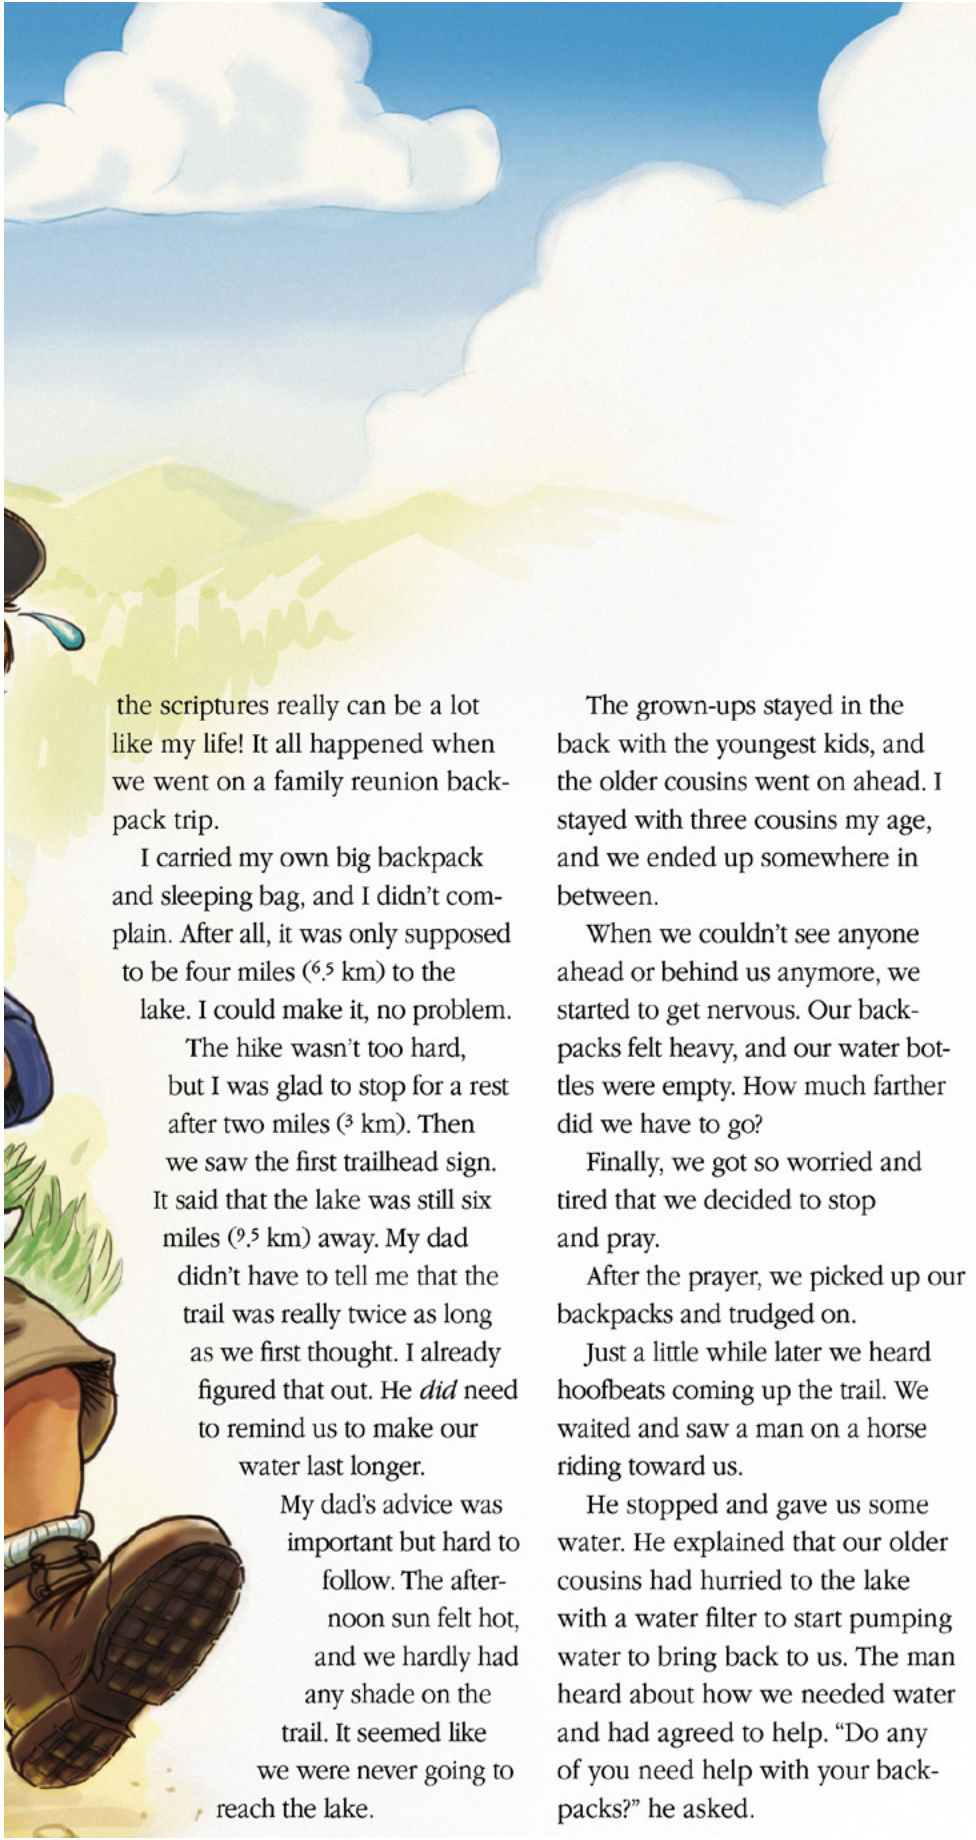 the scriptures really can be a lot
like my life! It all happened when
we went on a family reunion back-
pack trip.
I carried my own big backpack
and sleeping bag, and I didn't com-
plain. After all, it was only supposed
to be four miles (6.5 km) to the
lake. I could make it, no problem.
The hike wasn't too hard,
but I was glad to stop for a rest
after two miles (3 km). Then
we saw the first trailhead sign.
It said that the lake was still six
miles (9.5 km) away. My dad
didn't have to tell me that the
trail was really twice as long
as we first thought. I already
figured that out. He did need
to remind us to make our
water last longer.
My dad's advice was
important but hard to
follow. The after-
noon sun felt hot,
and we hardly had
any shade on the
trail. It seemed like
we were never going to
reach the lake.
The grown-ups stayed in the
back with the youngest kids, and
the older cousins went on ahead. I
stayed with three cousins my age,
and we ended up somewhere in
between.
When we couldn't see anyone
ahead or behind us anymore, we
started to get nervous. Our back-
packs felt heavy, and our water bot-
tles were empty. How much farther
did we have to go?
Finally, we got so worried and
tired that we decided to stop
and pray.
After the prayer, we picked up our
backpacks and trudged on.
Just a little while later we heard
hoofbeats coming up the trail. We
waited and saw a man on a horse
riding toward us.
He stopped and gave us some
water. He explained that our older
cousins had hurried to the lake
with a water filter to start pumping
water to bring back to us. The man
heard about how we needed water
and had agreed to help. “Do any
of you need help with your back-
packs?” he asked.